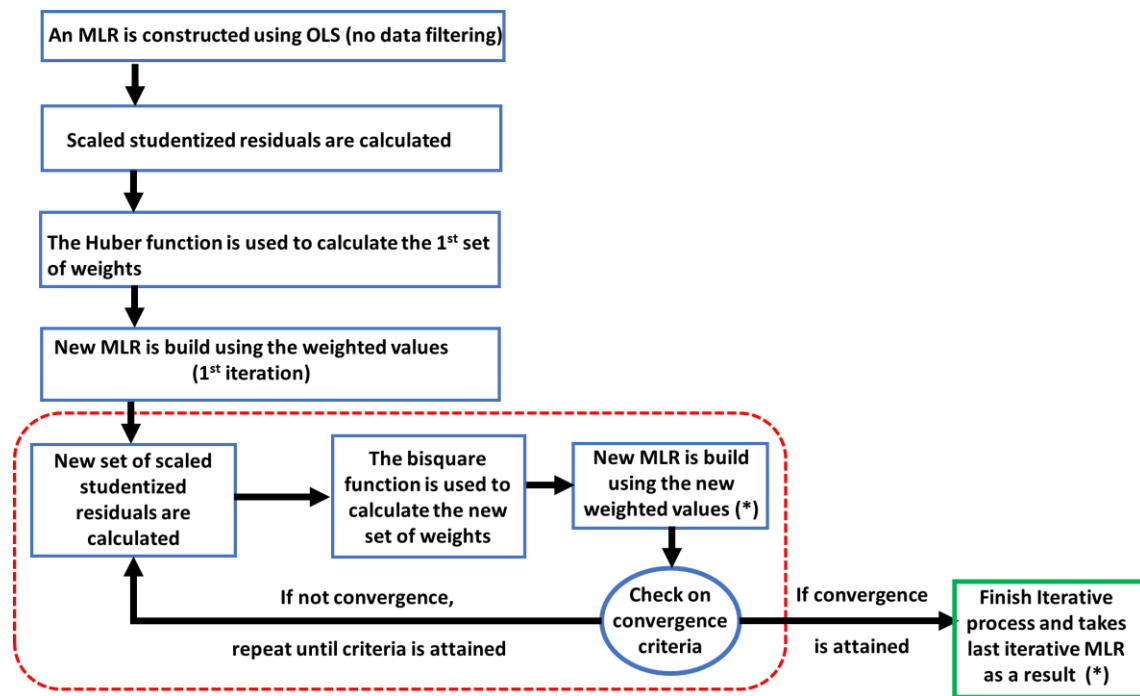 An MLR is constructed using OLS (no data filtering)
Scaled studentized residuals are calculated
The Huber function is used to calculate the 1st set
of weights
New MLR is build using the weighted values
(1st iteration)
New set of scaled
studentized
residuals are
calculated
The bisquare
function is used to
calculate the new
set of weights
New MLR is build
using the new
weighted values (*)
Check on
convergence
criteria
If not convergence,
repeat until criteria is attained
If convergence
is attained
Finish Iterative
process and takes
last iterative MLR
as a result (*)